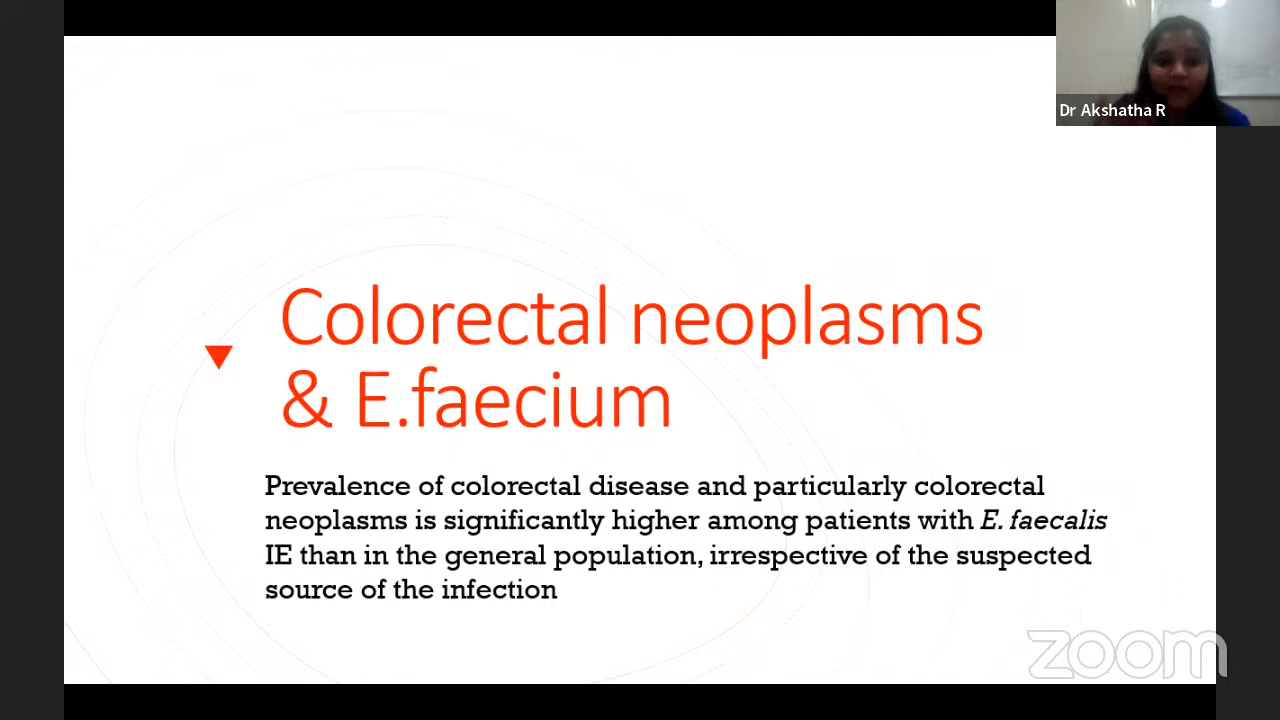 Dr Akshatha R
Colorectal neoplasms
& E.faecium
Prevalence of colorectal disease and particularly colorectal
neoplasms is significantly higher among patients with E. faecalis
IE than in the general population, irrespective of the suspected
source of the infection
zoom